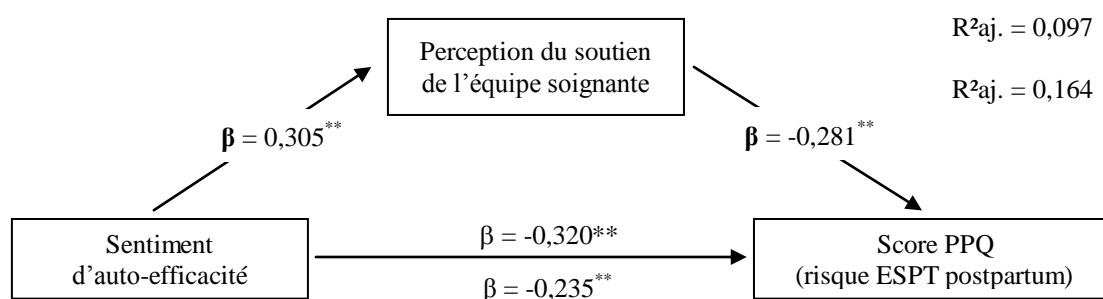 Perception du soutien
de l’équipe soignante
R²aj. = 0,097
R²aj. = 0,164
β = 0,305**
β = -0,281**
Sentiment
d’auto-efficacité
β = -0,320**
β = -0,235**
Score PPQ
(risque ESPT postpartum)